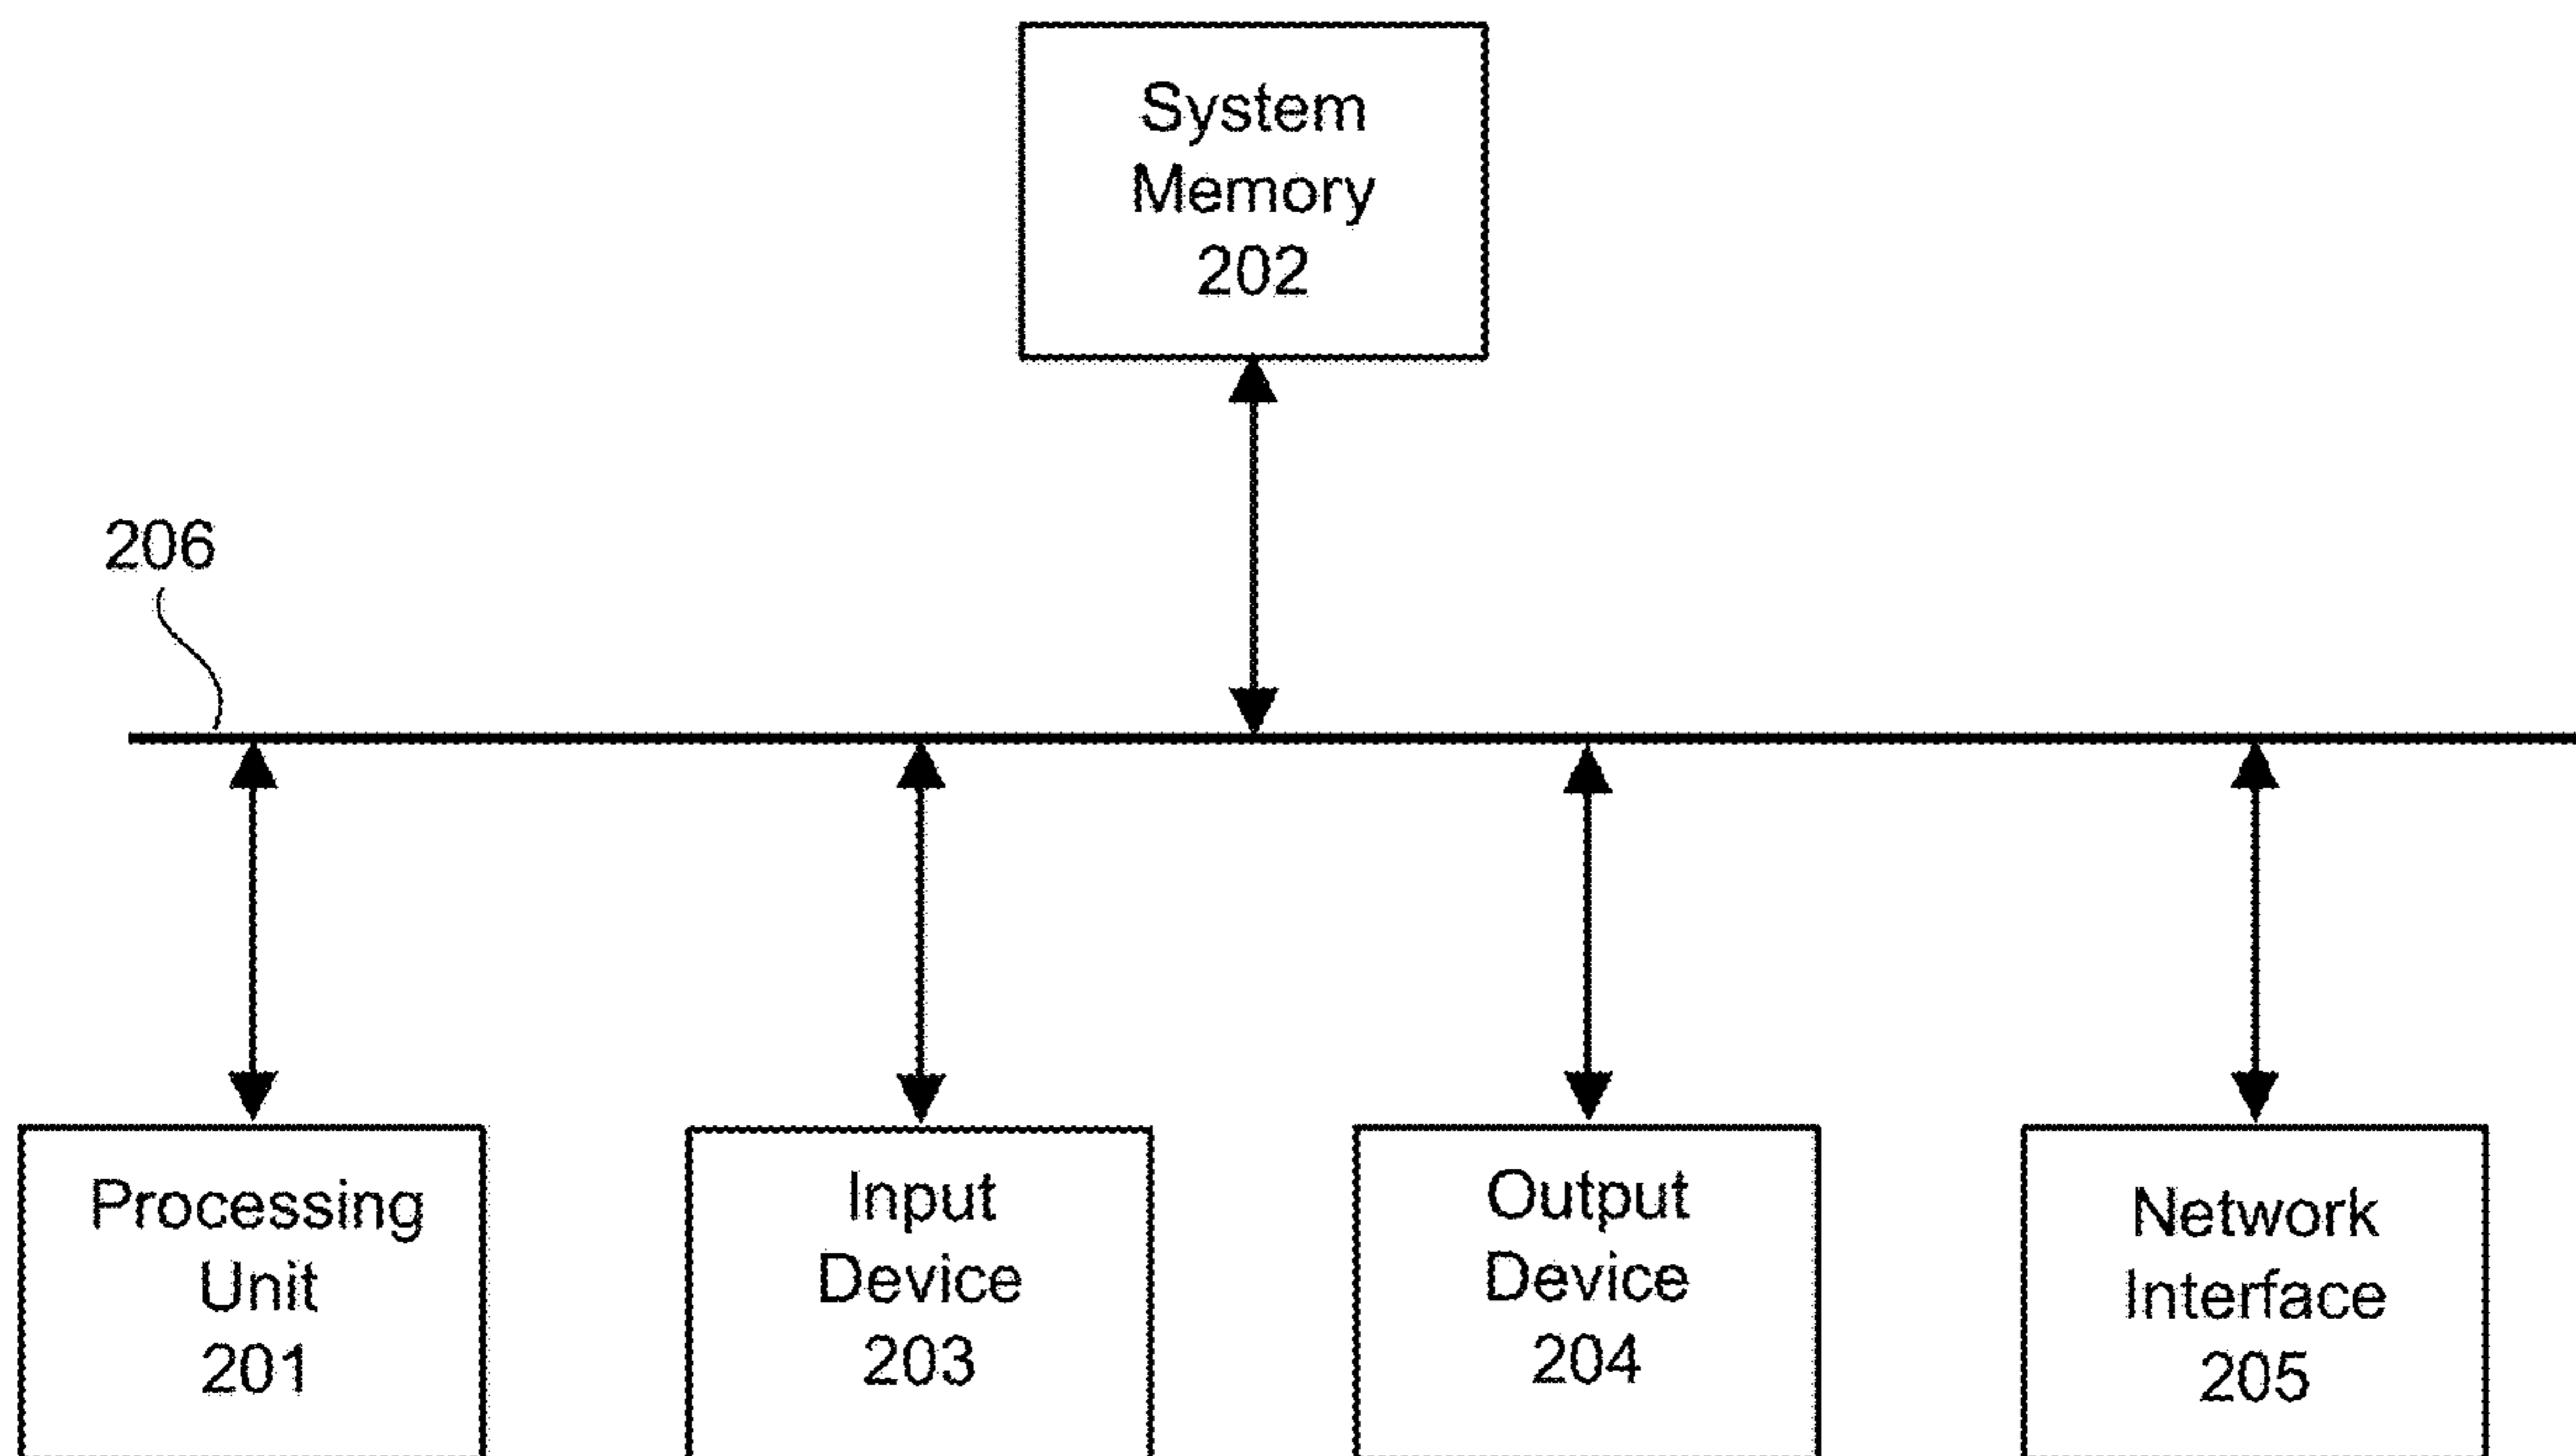 System
Memory
202
206
Processing
Unit
201
Input
Device
203
Output
Device
204
Network
Interface
205